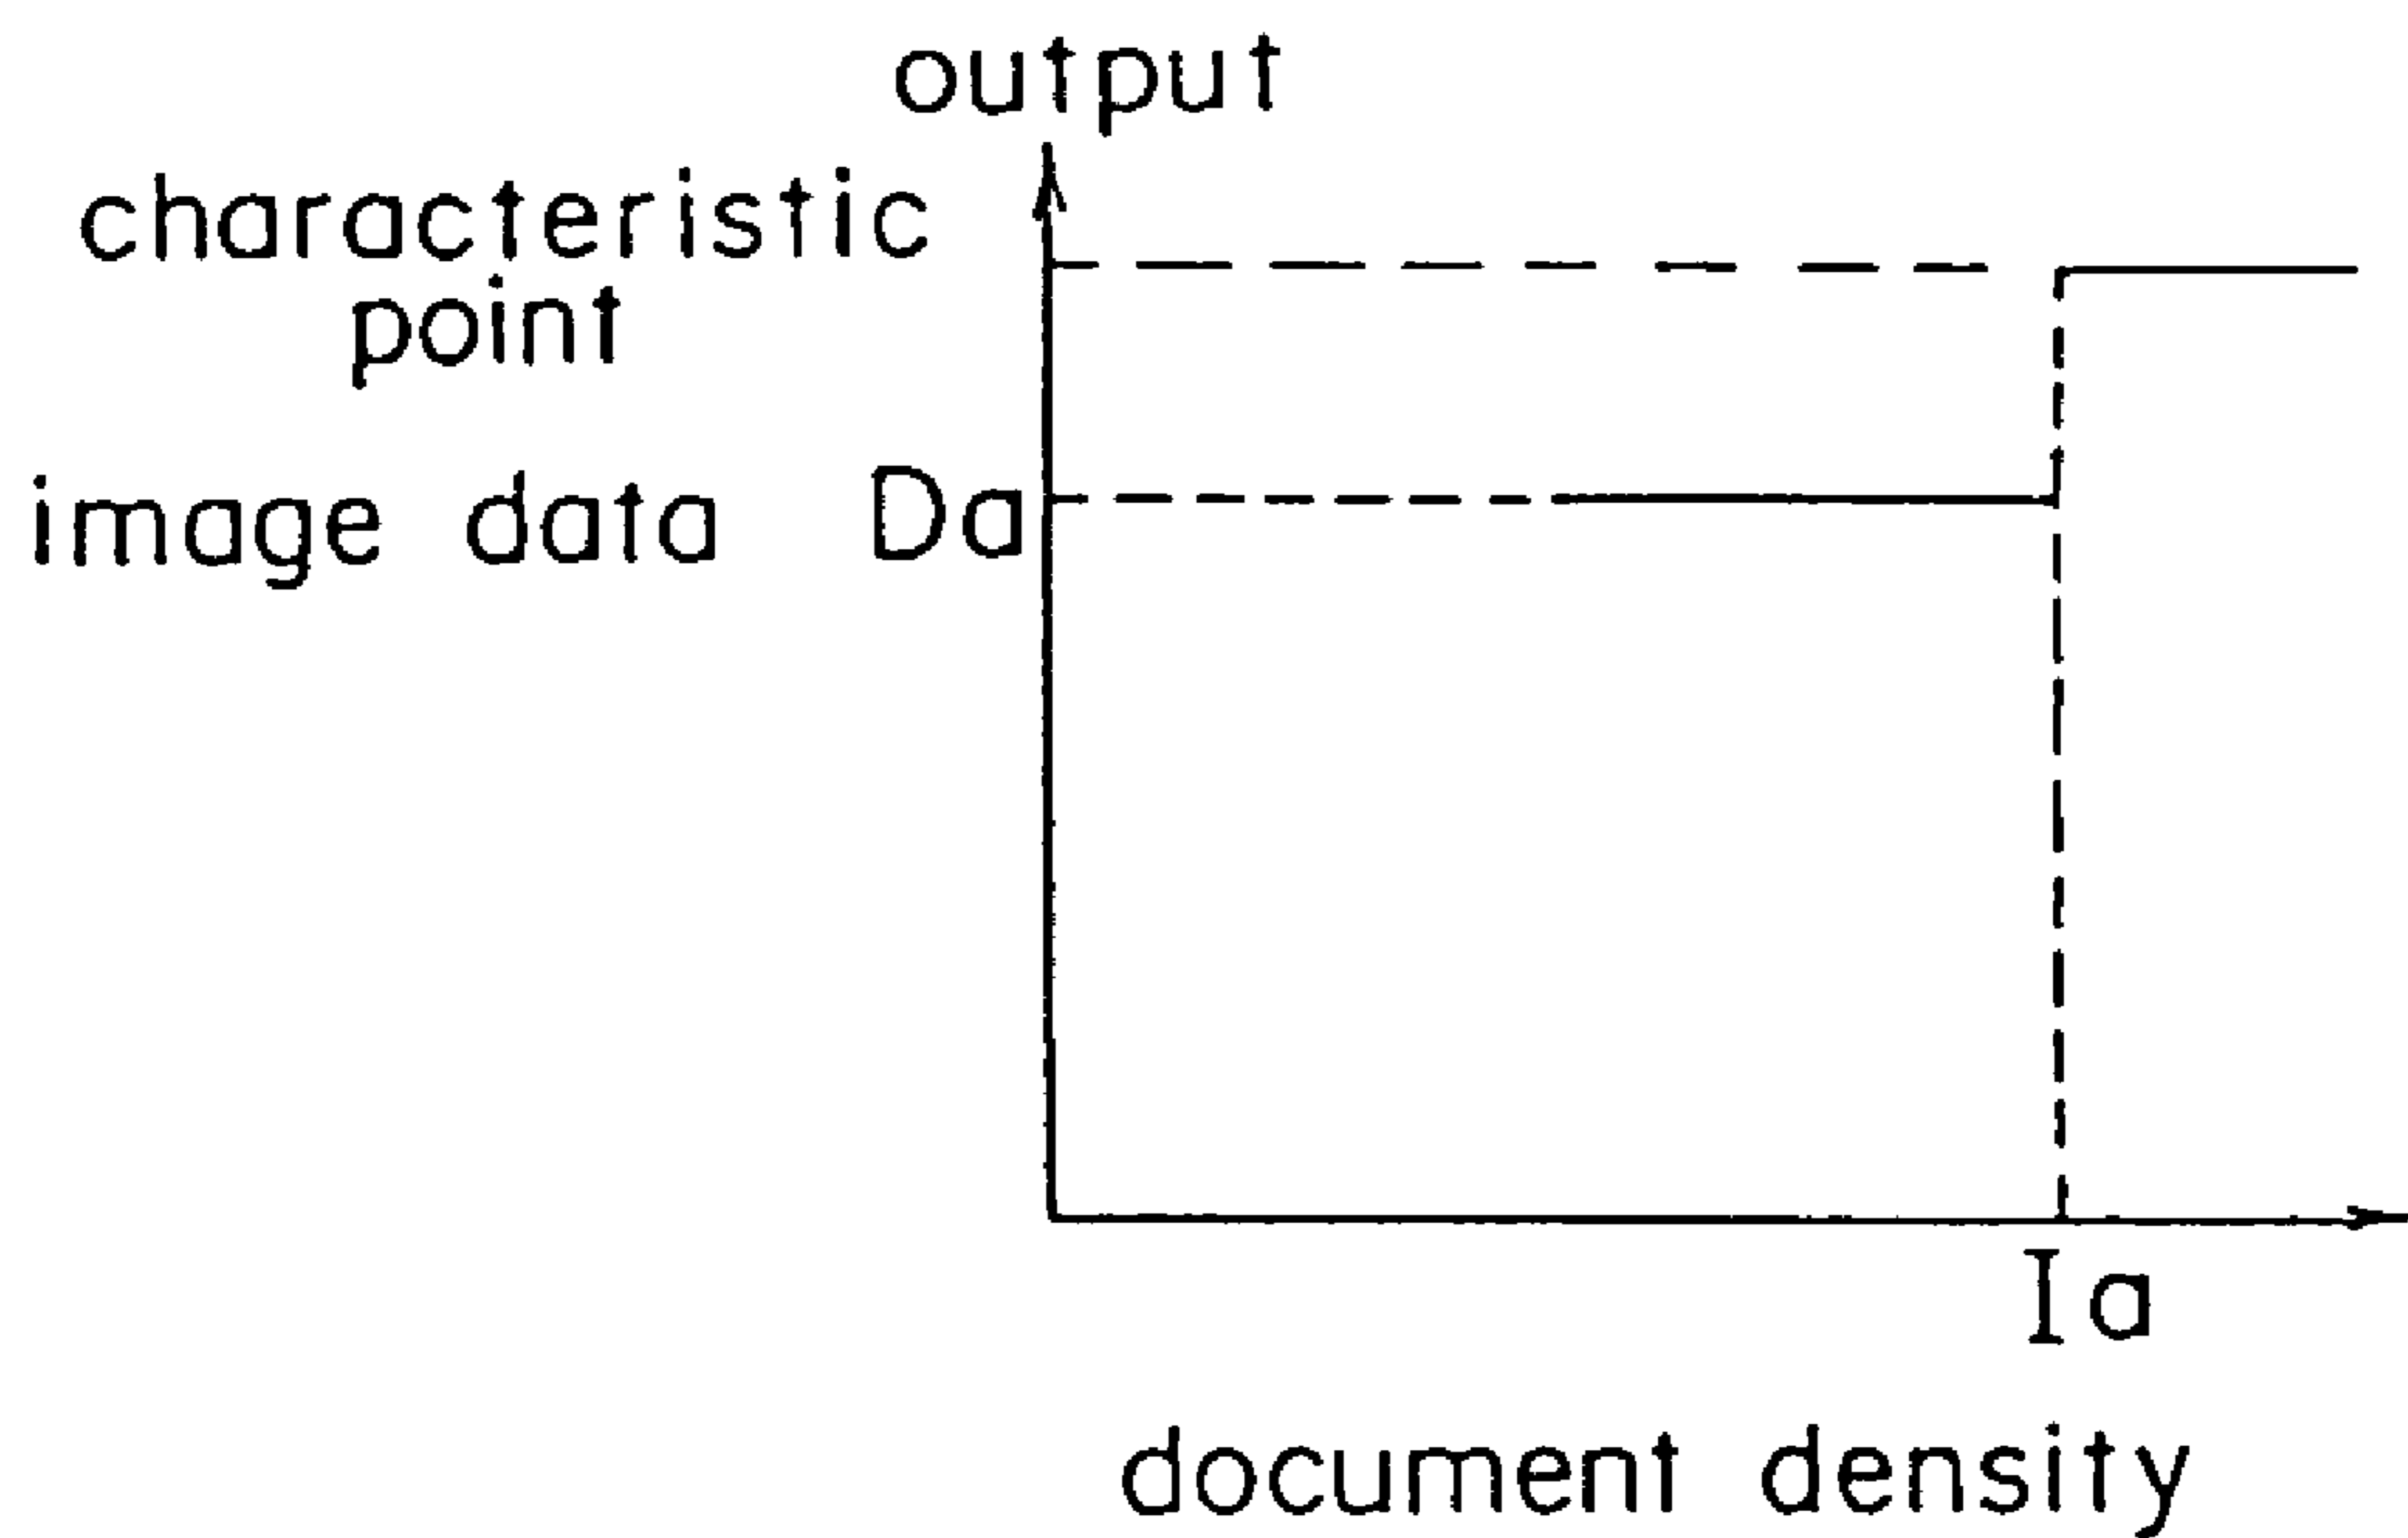 output
characteristic
point
image data Da
Ia
document density